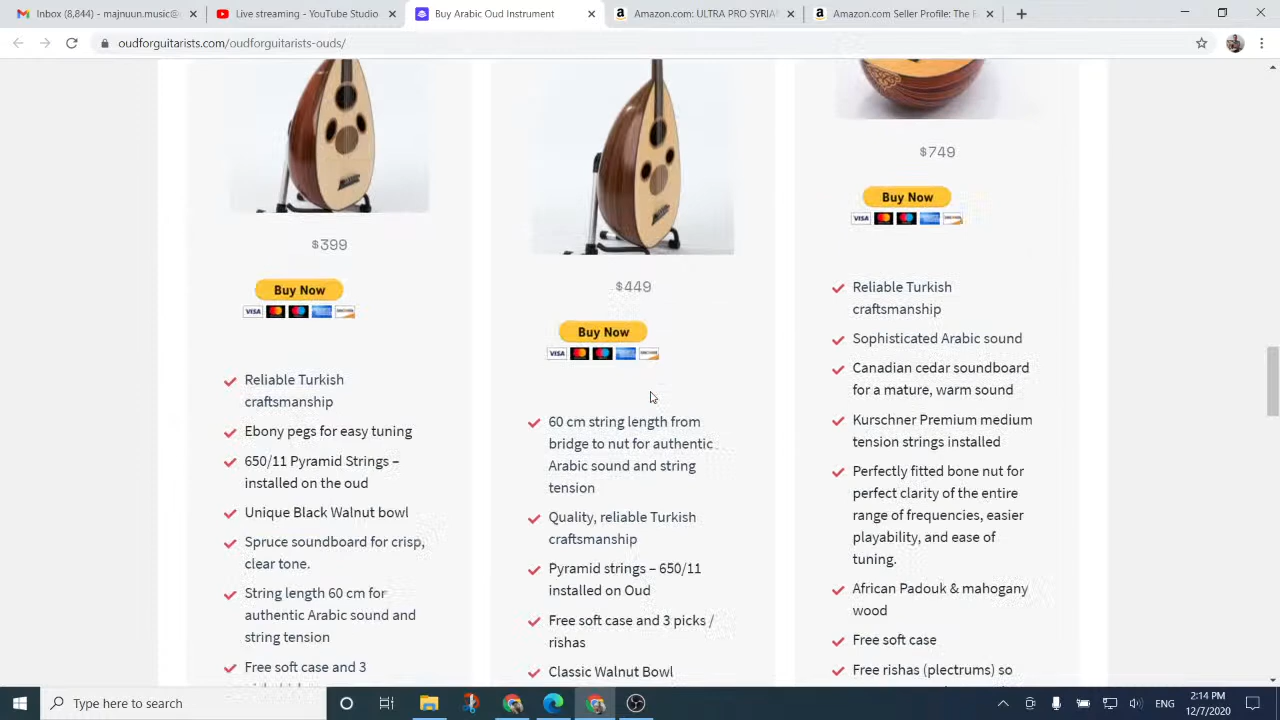 Inbox (8,844) - matuunmusic@
Live streaming - YouTube Studio
Buy Arabic Oud Instrument
Amazon.com: ULTRA PRO SYRIA
Amazon.com Seller Profile: The
oudforguitarists.com/oudforguitarists-ouds/
$399
Buy Now
VISA
Reliable Turkish
craftsmanship
Ebony pegs for easy tuning
650/11 Pyramid Strings –
installed on the oud
Unique Black Walnut bowl
Spruce soundboard for crisp,
clear tone.
String length 60 cm for
authentic Arabic sound and
string tension
Free soft case and 3
$449
Buy Now
VISA
60 cm string length from
bridge to nut for authentic
Arabic sound and string
tension
Quality, reliable Turkish
craftsmanship
Pyramid strings – 650/11
installed on Oud
Free soft case and 3 picks /
rishas
Classic Walnut Bowl
$749
Buy Now
VISA
Reliable Turkish
craftsmanship
Sophisticated Arabic sound
Canadian cedar soundboard
for a mature, warm sound
Kurschner Premium medium
tension strings installed
Perfectly fitted bone nut for
perfect clarity of the entire
range of frequencies, easier
playability, and ease of
tuning.
African Padouk & mahogany
wood
Free soft case
Free rishas (plectrums) so
Type here to search
ENG
2:14 PM
12/7/2020